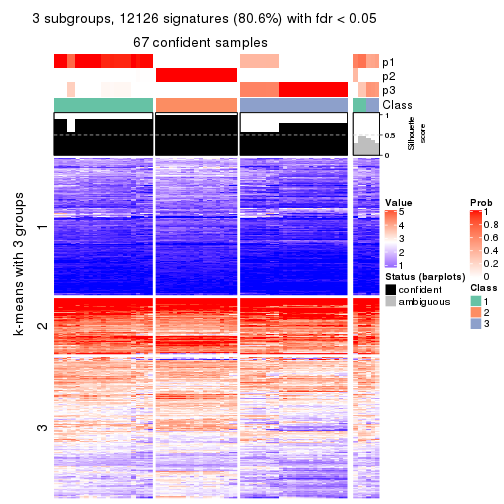 3 subgroups, 12126 signatures (80.6%) with fdr < 0.05
67 confident samples
p1
p2
p3
Class
1
0.5
0
Silhouette
score
k-means with 3 groups
1
2
3
Value
5
4
3
2
1
Status (barplots)
confident
ambiguous
Prob
1
0.8
0.6
0.4
0.2
0
Class
1
2
3